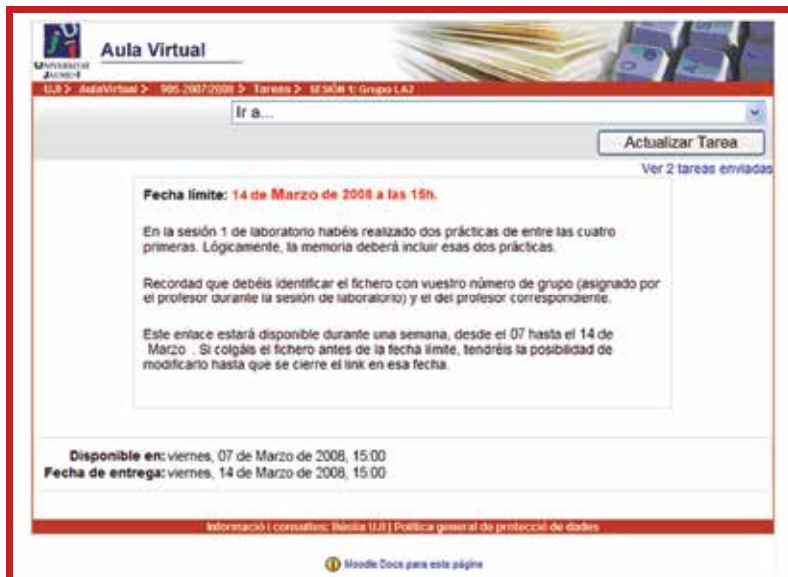 UNIVERSITAT
JAUME·I
Aula Virtual
UJI > AulaVirtual > 905-2007/2008 > Tareas > SESIÓN 1: Grupo LA2
Ir a...
Actualizar Tarea
Ver 2 tareas enviadas
Fecha límite: 14 de Marzo de 2008 a las 15h.
En la sesión 1 de laboratorio habéis realizado dos prácticas de entre las cuatro
primeras. Lógicamente, la memoria deberá incluir esas dos prácticas.
Recordad que debéis identificar el fichero con vuestro número de grupo (asignado por
el profesor durante la sesión de laboratorio) y el del profesor correspondiente.
Este enlace estará disponible durante una semana, desde el 07 hasta el 14 de
Marzo . Si colgáis el fichero antes de la fecha límite, tendréis la posibilidad de
modificarlo hasta que se cierre el link en esa fecha.
Disponible en: viernes, 07 de Marzo de 2008, 15:00
Fecha de entrega: viernes, 14 de Marzo de 2008, 15:00
Informació i consultes: Bústia UJI | Política general de protecció de dades
Moodle Docs para esta página